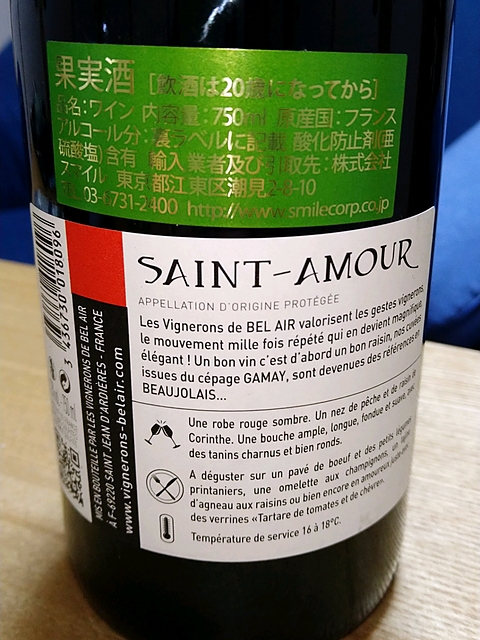 果実酒 [飲酒は20歳になってから]
品名：ワイン 内容量：750ml 原産国：フランス
アルコール分：裏ラベルに記載 酸化防止剤(亜
硫酸塩)含有 輸入業者及び引取先：株式会社
スマイル 東京都江東区潮見2-8-10
TEL 03-6731-2400 http://www.smilecorp.co.jp
SAINT-AMOUR
APPELLATION D'ORIGINE PROTÉGÉE
Les Vignerons de BEL AIR valorisent les gestes vignerons,
le mouvement mille fois répété qui en devient magnifique,
élégant ! Un bon vin c'est d'abord un bon raisin, nos cuvées
issues du cépage GAMAY, sont devenues des références en
BEAUJOLAIS...
Une robe rouge sombre. Un nez de pêche et de raisin de
Corinthe. Une bouche ample, longue, fondue et suave, avec
des tanins charnus et bien ronds.
A déguster sur un pavé de boeuf et des petits légumes
printaniers, une omelette aux champignons, un
d'agneau aux raisins ou bien encore en amoureux juste avec
des verrines «Tartare de tomates et de chèvre».
Température de service 16 à 18°C.
3 436730 018096
MIS EN BOUTEILLE PAR LES VIGNERONS DE BEL AIR
À F-69220 SAINT JEAN D'ARDIÈRES - FRANCE
www.vignerons-belair.com